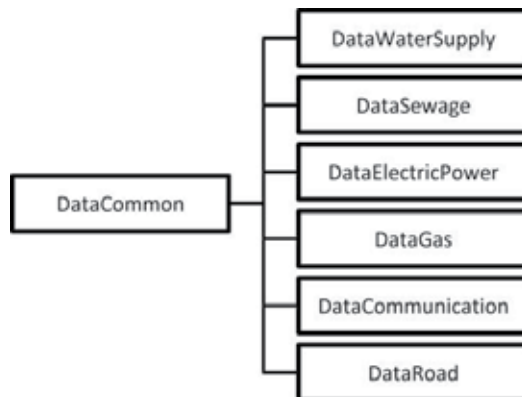 DataWaterSupply
DataSewage
DataElectricPower
DataCommon
DataGas
DataCommunication
DataRoad